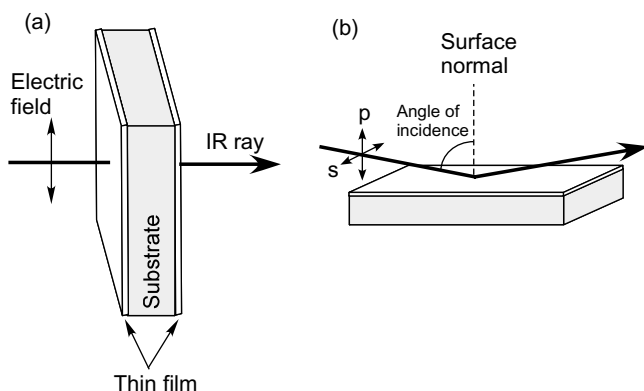 (a)
Electric
field
IR ray
Substrate
Thin film
(b)
Surface
normal
Angle of
incidence
p
s